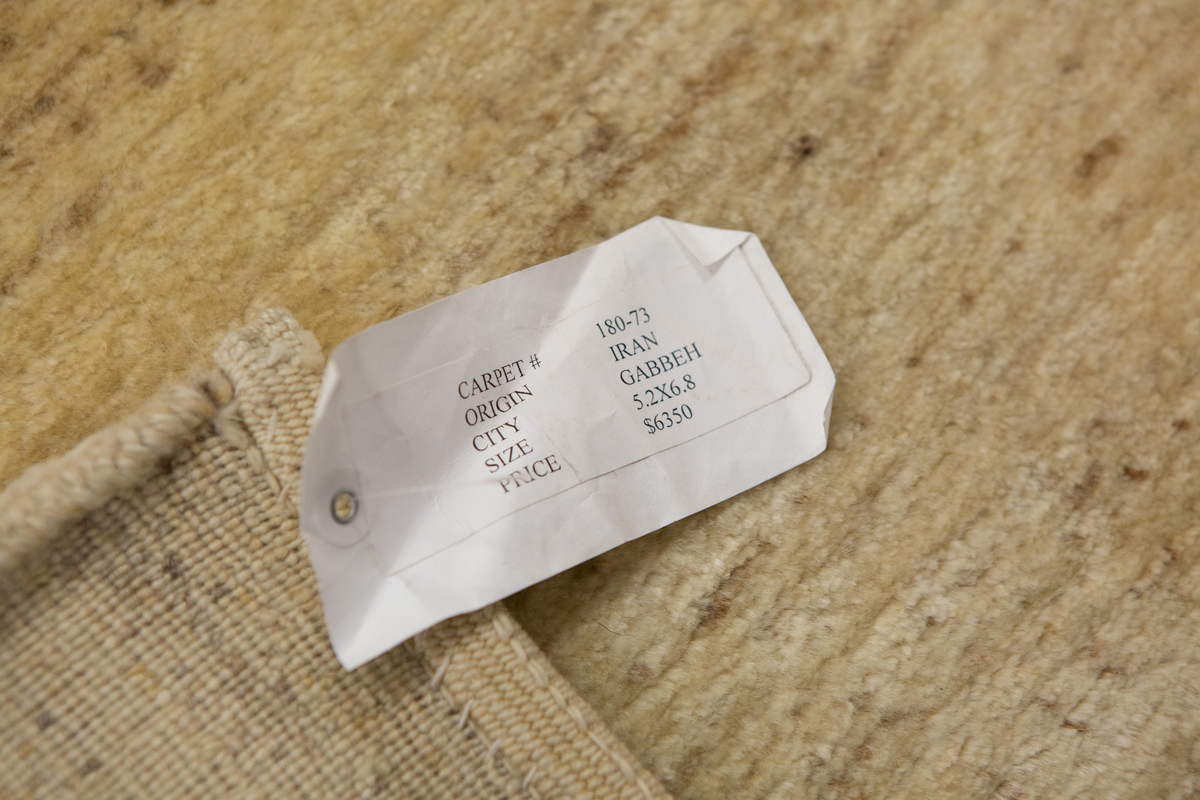 CARPET # 180-73
ORIGIN IRAN
CITY GABBEH
SIZE 5.2X6.8
PRICE $6350